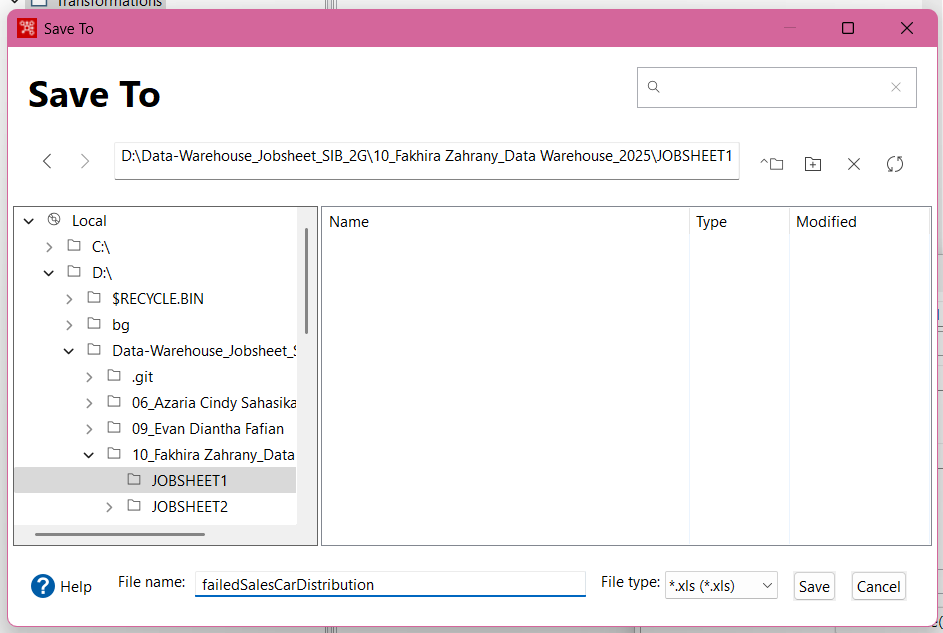 Transformations
Save To
Save To
D:\Data-Warehouse_Jobsheet_SIB_2G\10_Fakhira Zahrany_Data Warehouse_2025\JOBSHEET1
Local
C:\
D:\
$RECYCLE.BIN
bg
Data-Warehouse_Jobsheet_S
.git
06_Azaria Cindy Sahasika
09_Evan Diantha Fafian
10_Fakhira Zahrany_Data
JOBSHEET1
JOBSHEET2
Name Type Modified
Help File name: failedSalesCarDistribution File type: *.xls (*.xls) Save Cancel